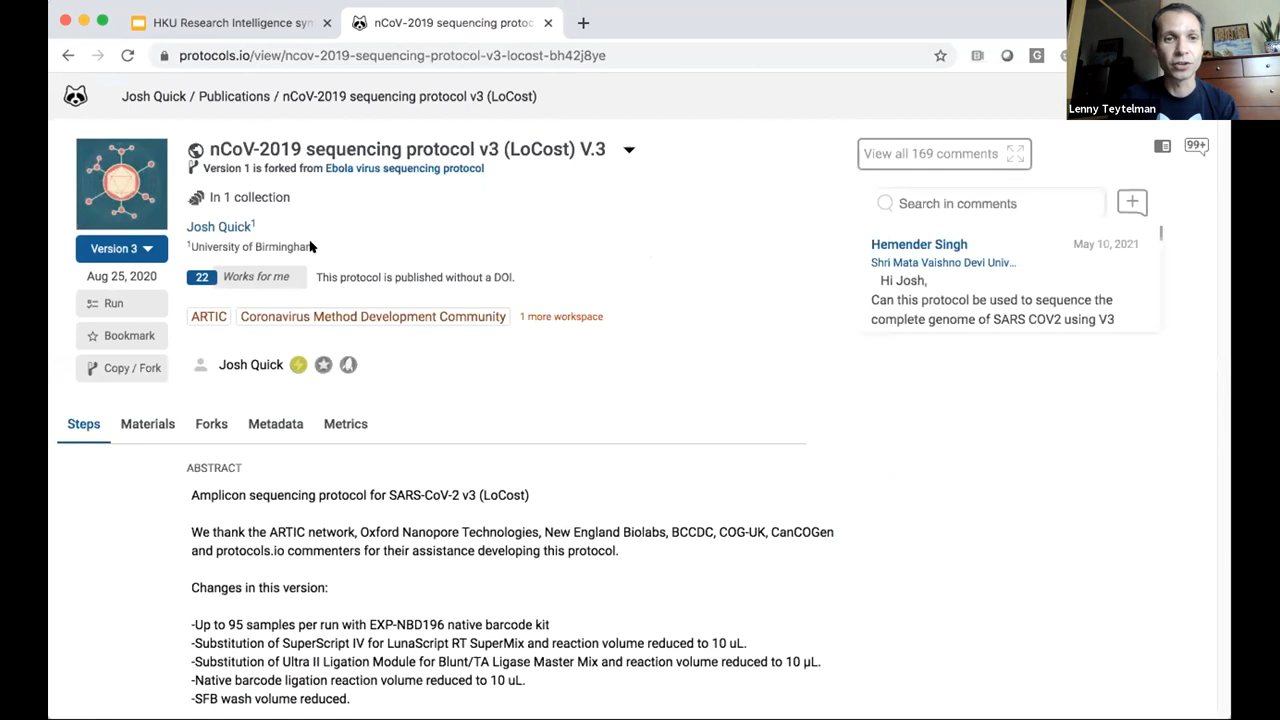 HKU Research Intelligence sym
nCoV-2019 sequencing protoc
protocols.io/view/ncov-2019-sequencing-protocol-v3-locost-bh42j8ye
G
Lenny Teytelman
Josh Quick / Publications / nCoV-2019 sequencing protocol v3 (LoCost)
nCoV-2019 sequencing protocol v3 (LoCost) V.3
Version 1 is forked from Ebola virus sequencing protocol
In 1 collection
Josh Quick1
1University of Birmingham
Version 3
Aug 25, 2020
22 Works for me This protocol is published without a DOI.
Run
ARTIC Coronavirus Method Development Community 1 more workspace
Bookmark
Copy / Fork
Josh Quick
View all 169 comments
99+
Search in comments
Hemender Singh May 10, 2021
Shri Mata Vaishno Devi Univ...
Hi Josh,
Can this protocol be used to sequence the
complete genome of SARS COV2 using V3
Steps Materials Forks Metadata Metrics
ABSTRACT
Amplicon sequencing protocol for SARS-CoV-2 v3 (LoCost)
We thank the ARTIC network, Oxford Nanopore Technologies, New England Biolabs, BCCDC, COG-UK, CanCOGen
and protocols.io commenters for their assistance developing this protocol.
Changes in this version:
-Up to 95 samples per run with EXP-NBD196 native barcode kit
-Substitution of SuperScript IV for LunaScript RT SuperMix and reaction volume reduced to 10 uL.
-Substitution of Ultra II Ligation Module for Blunt/TA Ligase Master Mix and reaction volume reduced to 10 µL.
-Native barcode ligation reaction volume reduced to 10 uL.
-SFB wash volume reduced.